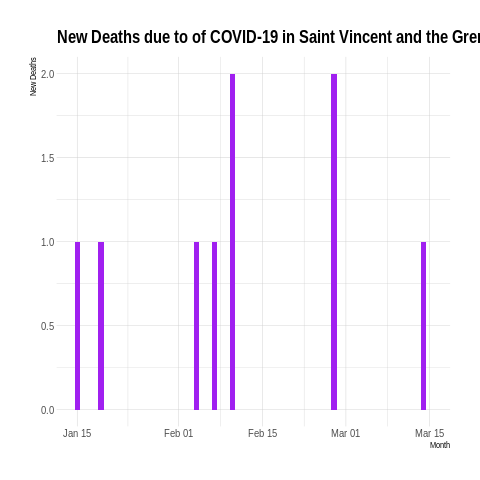 New Deaths due to of COVID-19 in Saint Vincent and the Gren
New Deaths
2.0
1.5
1.0
0.5
0.0
Jan 15
Feb 01
Feb 15
Mar 01
Mar 15
Month